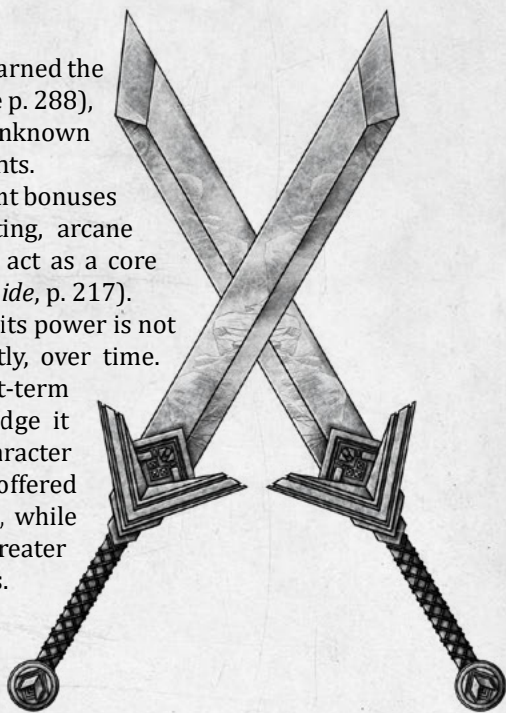 arned the
p. 288),
nknown
nts.
nt bonuses
ting, arcane
act as a core
ide, p. 217).
its power is not
tly, over time.
t-term
dge it
aracter
offered
, while
reater
s.